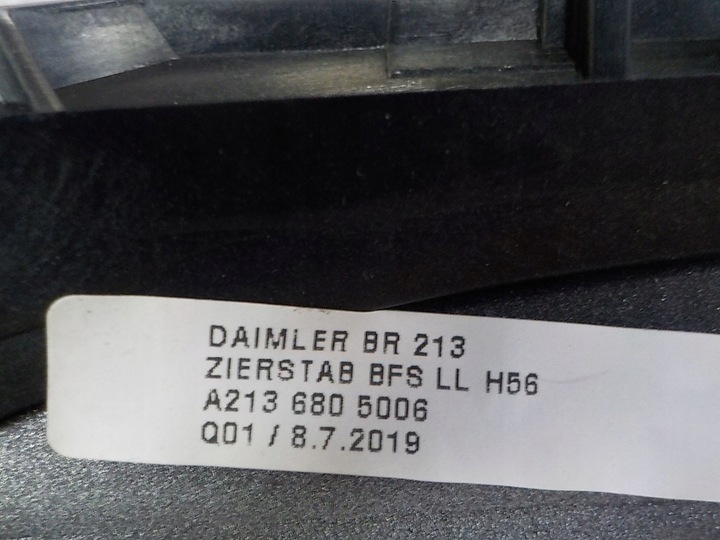 DAIMLER BR 213
ZIERSTAB BFS LL H56
A213 680 5006
Q01 / 8.7.2019